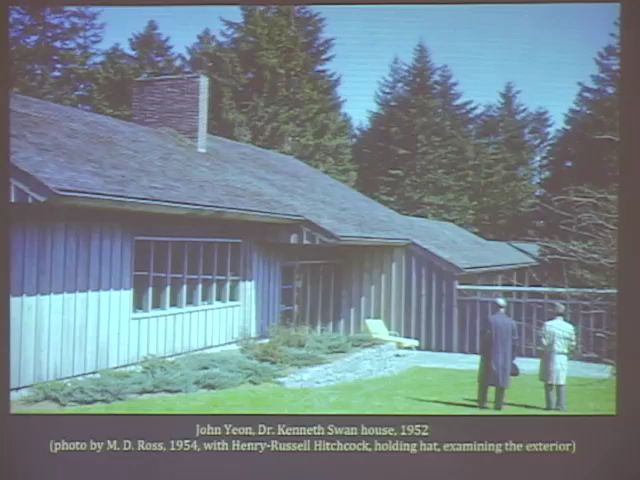 John Yeon, Dr. Kenneth Swan house, 1952
(photo by M. D. Ross, 1954, with Henry-Russell Hitchcock, holding hat, examining the exterior)